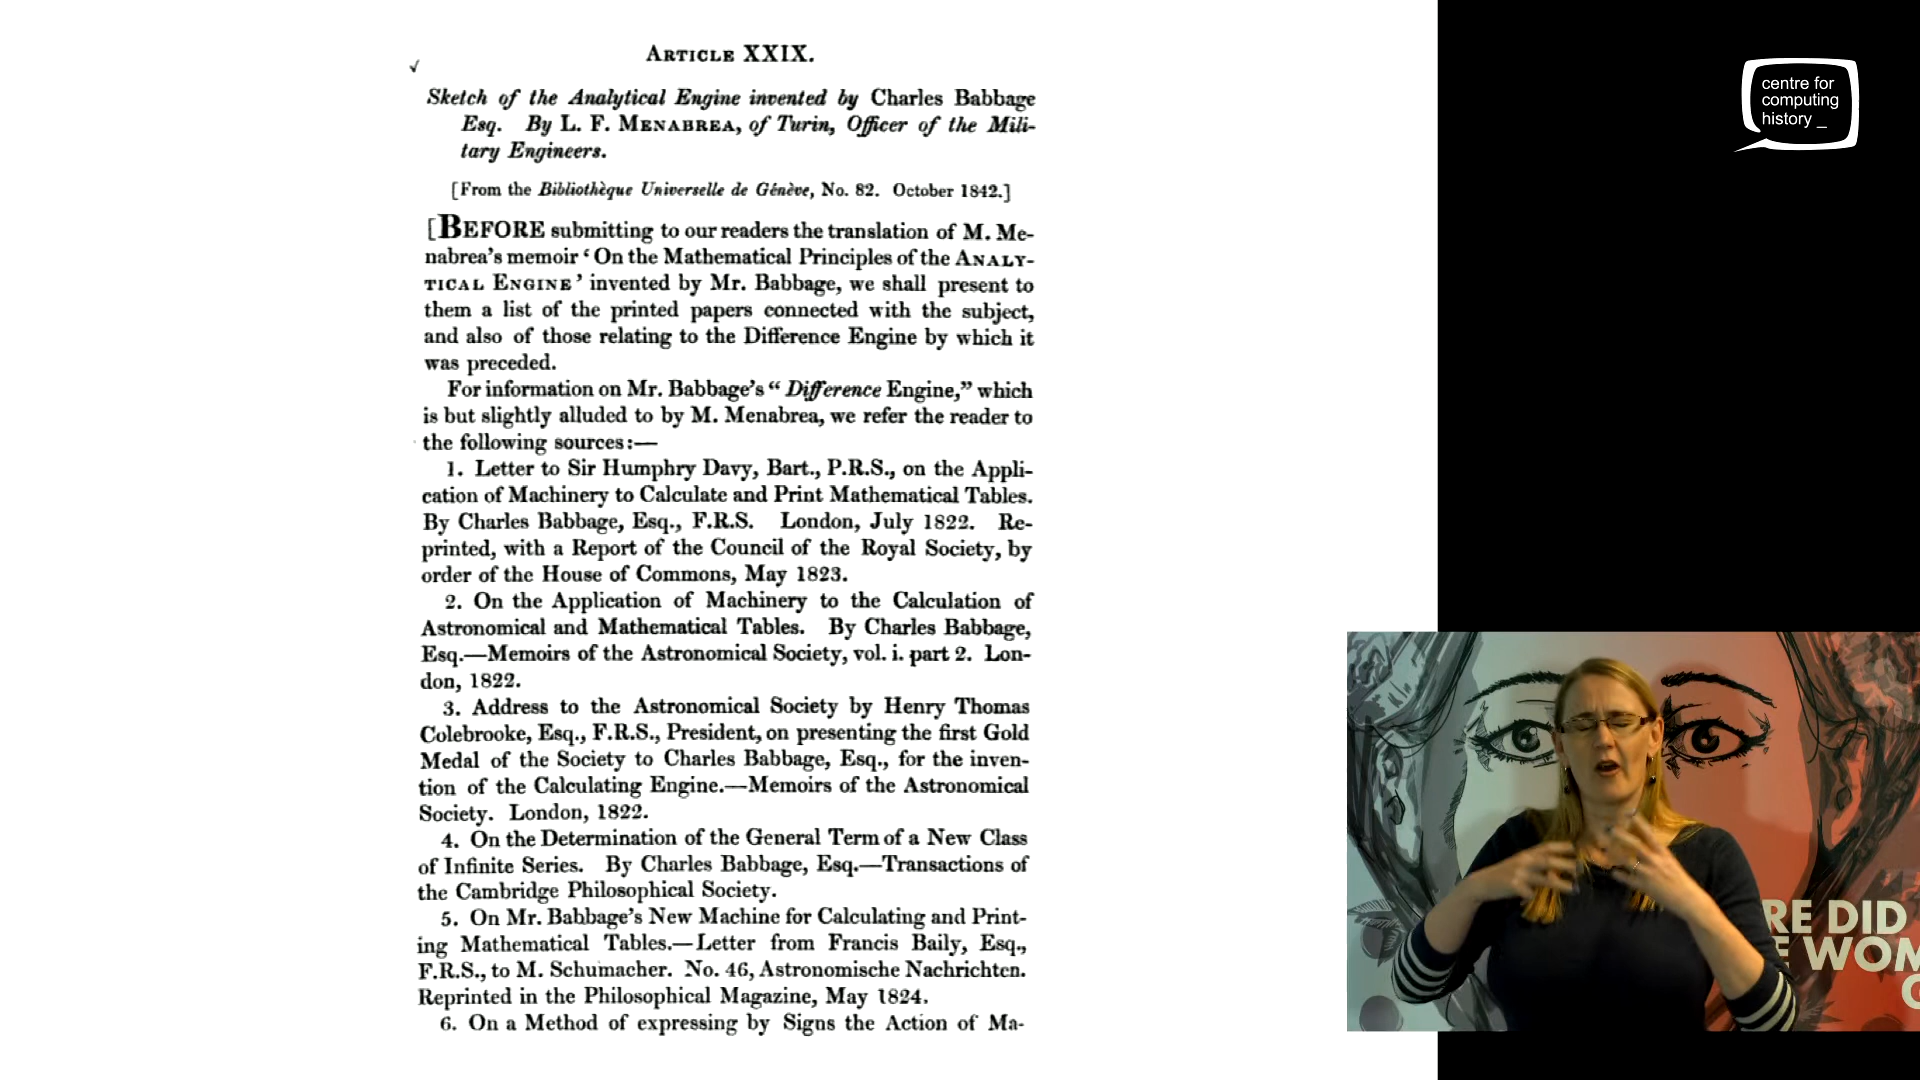 ARTICLE XXIX.
Sketch of the Analytical Engine invented by Charles Babbage
Esq. By L. F. MENABREA, of Turin, Officer of the Mili-
tary Engineers.
[From the Bibliothèque Universelle de Génève, No. 82. October 1842.]
[BEFORE submitting to our readers the translation of M. Me-
nabrea's memoir ‘On the Mathematical Principles of the ANALY-
TICAL ENGINE’ invented by Mr. Babbage, we shall present to
them a list of the printed papers connected with the subject,
and also of those relating to the Difference Engine by which it
was preceded.
For information on Mr. Babbage's “Difference Engine,” which
is but slightly alluded to by M. Menabrea, we refer the reader to
the following sources:—
1. Letter to Sir Humphry Davy, Bart., P.R.S., on the Appli-
cation of Machinery to Calculate and Print Mathematical Tables.
By Charles Babbage, Esq., F.R.S. London, July 1822. Re-
printed, with a Report of the Council of the Royal Society, by
order of the House of Commons, May 1823.
2. On the Application of Machinery to the Calculation of
Astronomical and Mathematical Tables. By Charles Babbage,
Esq.—Memoirs of the Astronomical Society, vol. i. part 2. Lon-
don, 1822.
3. Address to the Astronomical Society by Henry Thomas
Colebrooke, Esq., F.R.S., President, on presenting the first Gold
Medal of the Society to Charles Babbage, Esq., for the inven-
tion of the Calculating Engine.—Memoirs of the Astronomical
Society. London, 1822.
4. On the Determination of the General Term of a New Class
of Infinite Series. By Charles Babbage, Esq.—Transactions of
the Cambridge Philosophical Society.
5. On Mr. Babbage's New Machine for Calculating and Print-
ing Mathematical Tables.—Letter from Francis Baily, Esq.,
F.R.S., to M. Schumacher. No. 46, Astronomische Nachrichten.
Reprinted in the Philosophical Magazine, May 1824.
6. On a Method of expressing by Signs the Action of Ma-
centre for
computing
history _
RE DID
E WOM
G